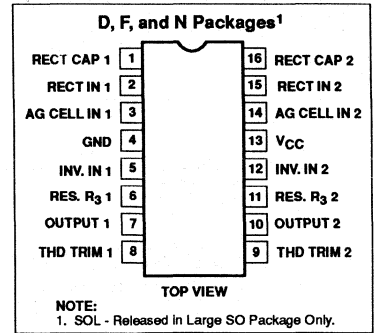 D, F, and N Packages1
RECT CAP 1 1 16 RECT CAP 2
RECT IN 1 2 15 RECT IN 2
AG CELL IN 1 3 14 AG CELL IN 2
GND 4 13 VCC
INV. IN 1 5 12 INV. IN 2
RES. R3 1 6 11 RES. R3 2
OUTPUT 1 7 10 OUTPUT 2
THD TRIM 1 8 9 THD TRIM 2
TOP VIEW
NOTE:
1. SOL - Released in Large SO Package Only.